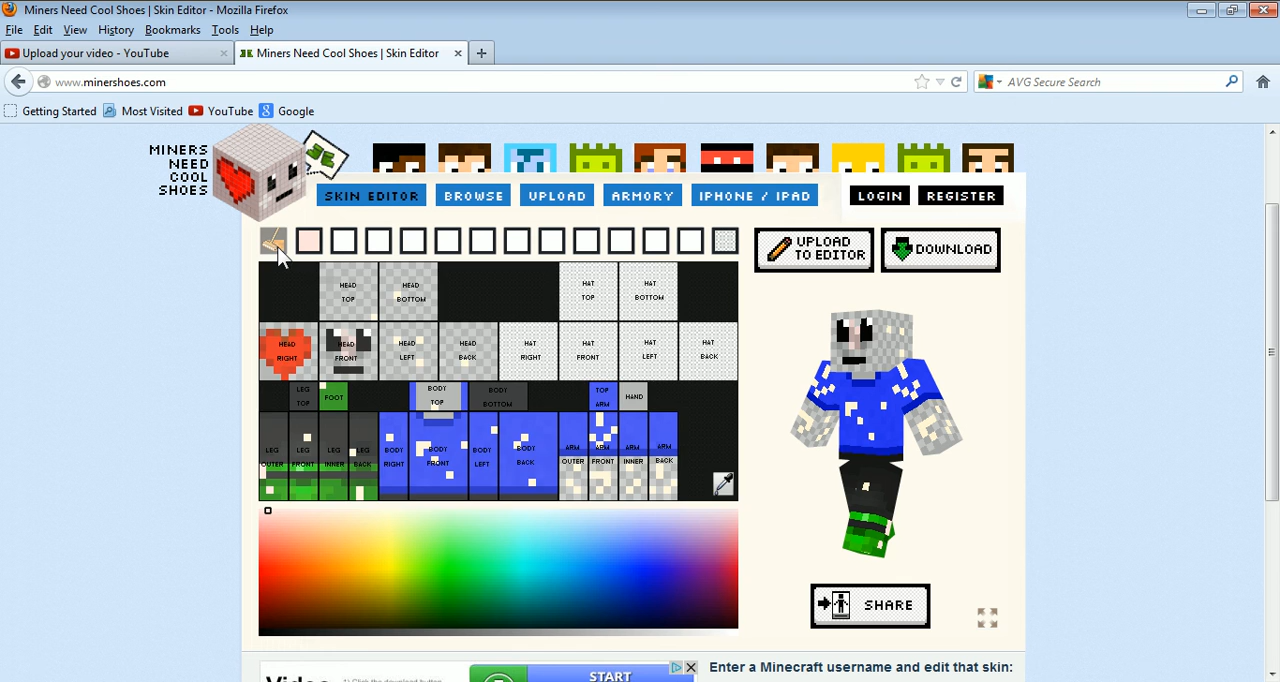 Miners Need Cool Shoes | Skin Editor - Mozilla Firefox
File Edit View History Bookmarks Tools Help
Upload your video - YouTube
Miners Need Cool Shoes | Skin Editor
www.minershoes.com
AVG Secure Search
Getting Started Most Visited YouTube Google
MINERS
NEED
COOL
SHOES
SKIN EDITOR BROWSE UPLOAD ARMORY IPHONE / IPAD LOGIN REGISTER
UPLOAD
TO EDITOR
DOWNLOAD
HEAD
TOP
HEAD
BOTTOM
HAT
TOP
HAT
BOTTOM
HEAD
RIGHT
HEAD
FRONT
HEAD
LEFT
HEAD
BACK
HAT
RIGHT
HAT
FRONT
HAT
LEFT
HAT
BACK
LEG
TOP
FOOT
BODY
TOP
BODY
BOTTOM
TOP
ARM
HAND
LEG
OUTER
LEG
FRONT
LEG
INNER
LEG
BACK
BODY
RIGHT
BODY
FRONT
BODY
LEFT
BODY
BACK
ARM
OUTER
ARM
FRONT
ARM
INNER
ARM
BACK
SHARE
START
Enter a Minecraft username and edit that skin: